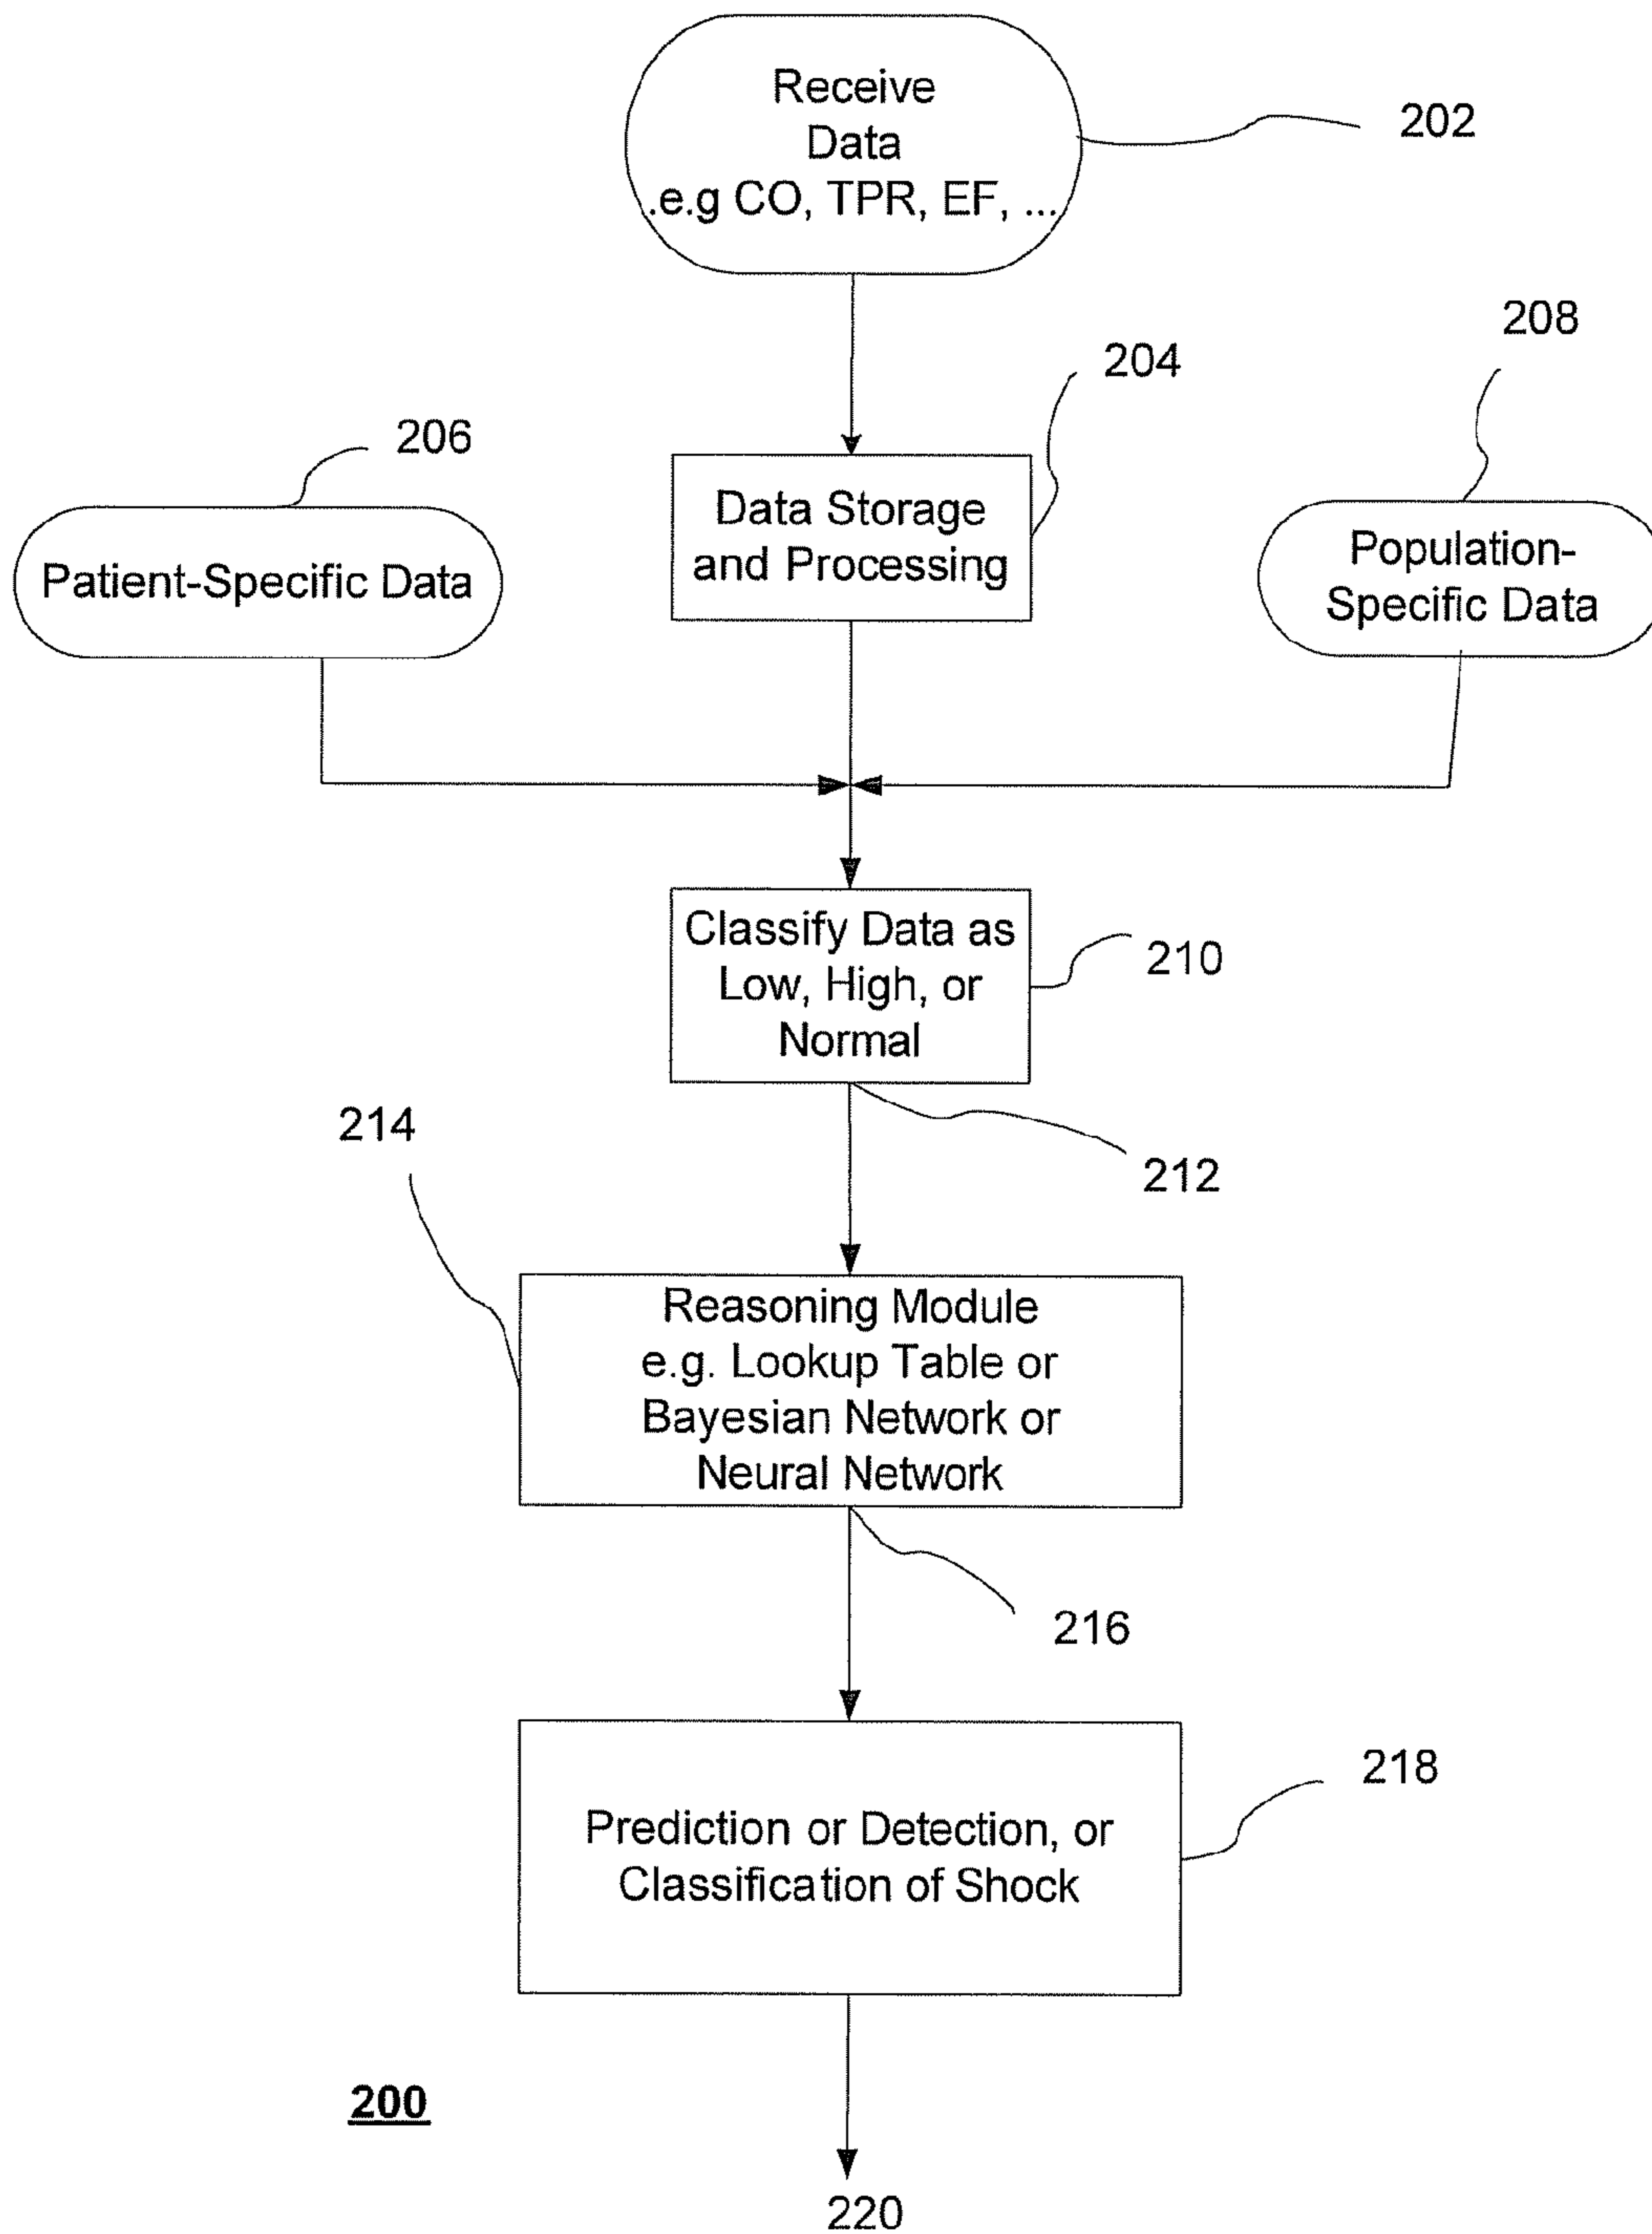 Receive
Data
.e.g CO, TPR, EF, ...
202
208
204
206
Data Storage
and Processing
Patient-Specific Data
Population-
Specific Data
Classify Data as
Low, High, or
Normal
210
214
212
Reasoning Module
e.g. Lookup Table or
Bayesian Network or
Neural Network
216
218
Prediction or Detection, or
Classification of Shock
200
220